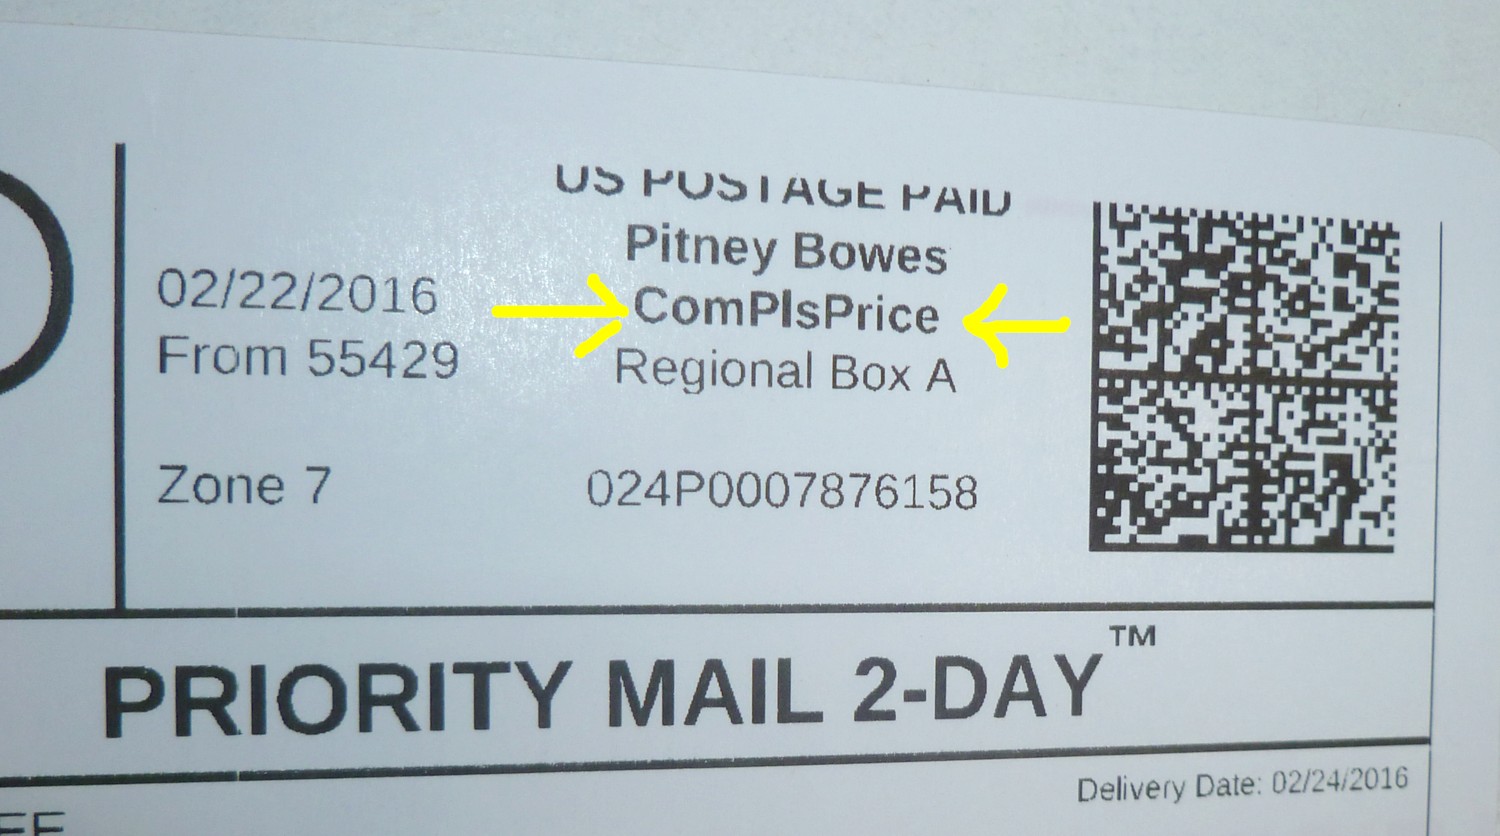 US POSTAGE PAID
Pitney Bowes
02/22/2016
ComPlsPrice
From 55429
Regional Box A
Zone 7
024P0007876158
PRIORITY MAIL 2-DAY™
Delivery Date: 02/24/2016